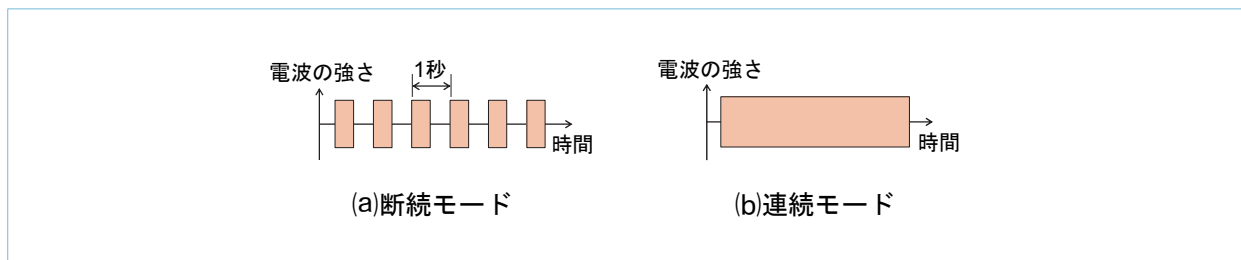 電波の強さ
1秒
時間
(a)断続モード
電波の強さ
時間
(b)連続モード